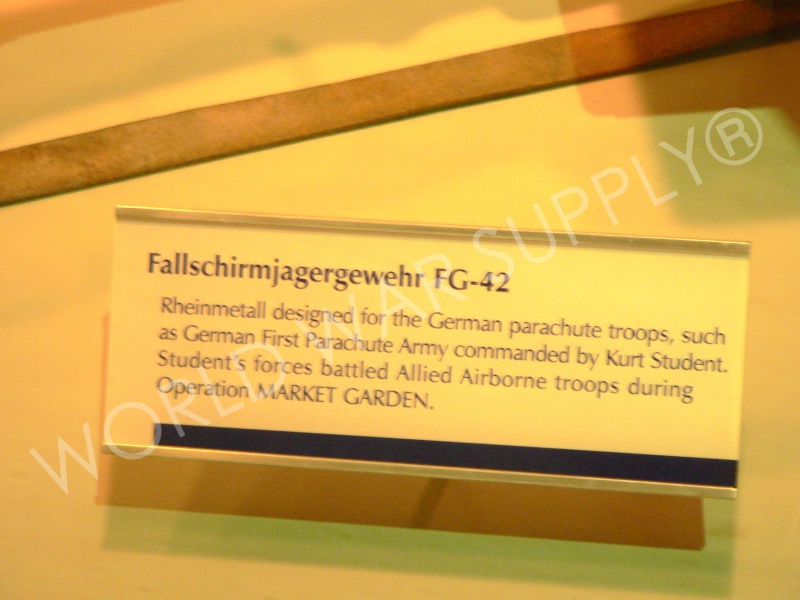 Fallschirmjagergewehr FG-42
Rheinmetall designed for the German parachute troops, such
as German First Parachute Army commanded by Kurt Student.
Student's forces battled Allied Airborne troops during
Operation MARKET GARDEN.
WORLD WAR SUPPLY®